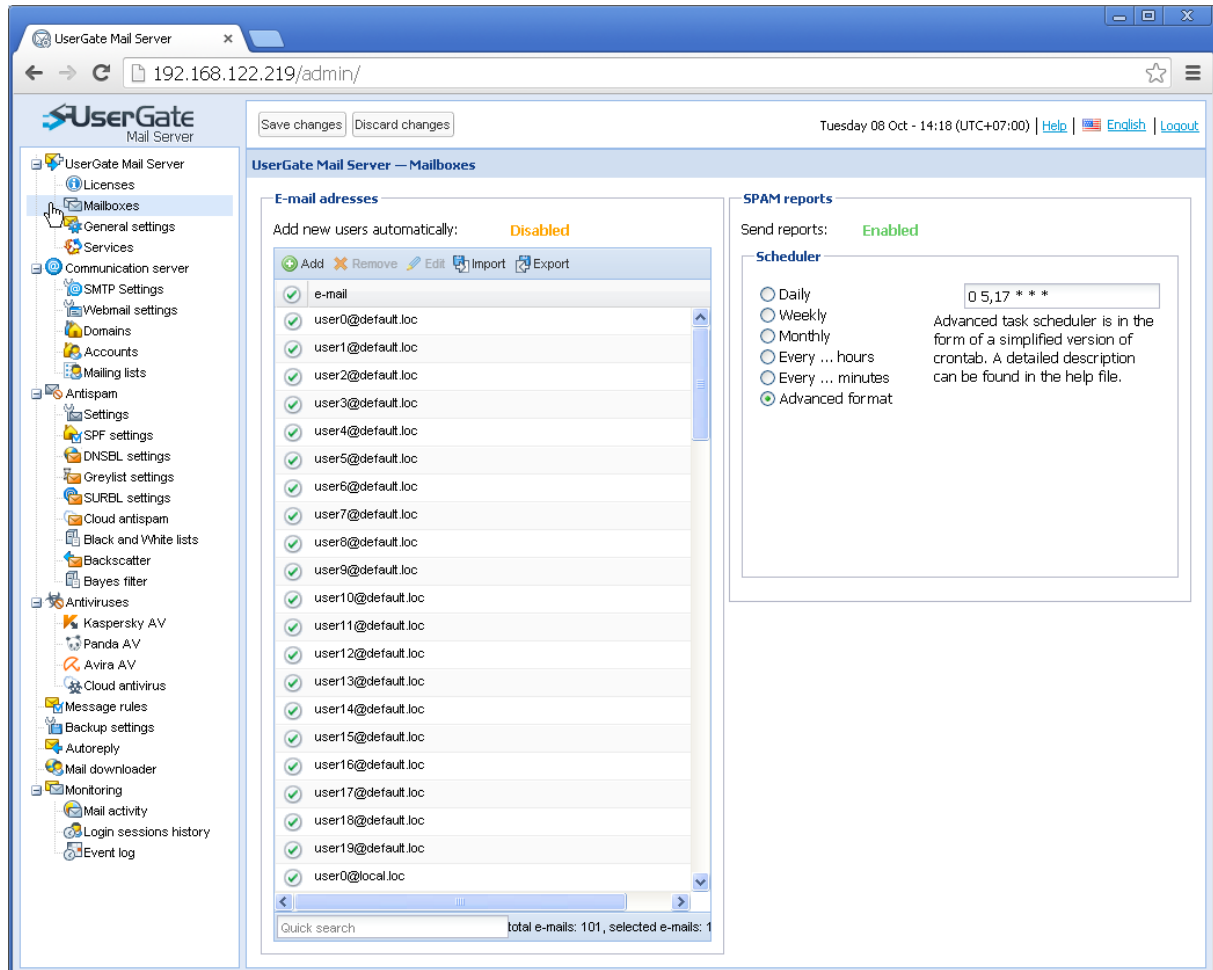 UserGate Mail Server
192.168.122.219/admin/
UserGate
Mail Server
Save changes Discard changes
Tuesday 08 Oct - 14:18 (UTC+07:00) | Help | English | Logout
UserGate Mail Server
Licenses
Mailboxes
General settings
Services
Communication server
SMTP Settings
Webmail settings
Domains
Accounts
Mailing lists
Antispam
Settings
SPF settings
DNSBL settings
Greylist settings
SURBL settings
Cloud antispam
Black and White lists
Backscatter
Bayes filter
Antiviruses
Kaspersky AV
Panda AV
Avira AV
Cloud antivirus
Message rules
Backup settings
Autoreply
Mail downloader
Monitoring
Mail activity
Login sessions history
Event log
UserGate Mail Server — Mailboxes
E-mail adresses
Add new users automatically: Disabled
Add Remove Edit Import Export
e-mail
user0@default.loc
user1@default.loc
user2@default.loc
user3@default.loc
user4@default.loc
user5@default.loc
user6@default.loc
user7@default.loc
user8@default.loc
user9@default.loc
user10@default.loc
user11@default.loc
user12@default.loc
user13@default.loc
user14@default.loc
user15@default.loc
user16@default.loc
user17@default.loc
user18@default.loc
user19@default.loc
user0@local.loc
Quick search
total e-mails: 101, selected e-mails: 1
SPAM reports
Send reports: Enabled
Scheduler
Daily
Weekly
Monthly
Every ... hours
Every ... minutes
Advanced format
0 5,17 * * *
Advanced task scheduler is in the
form of a simplified version of
crontab. A detailed description
can be found in the help file.